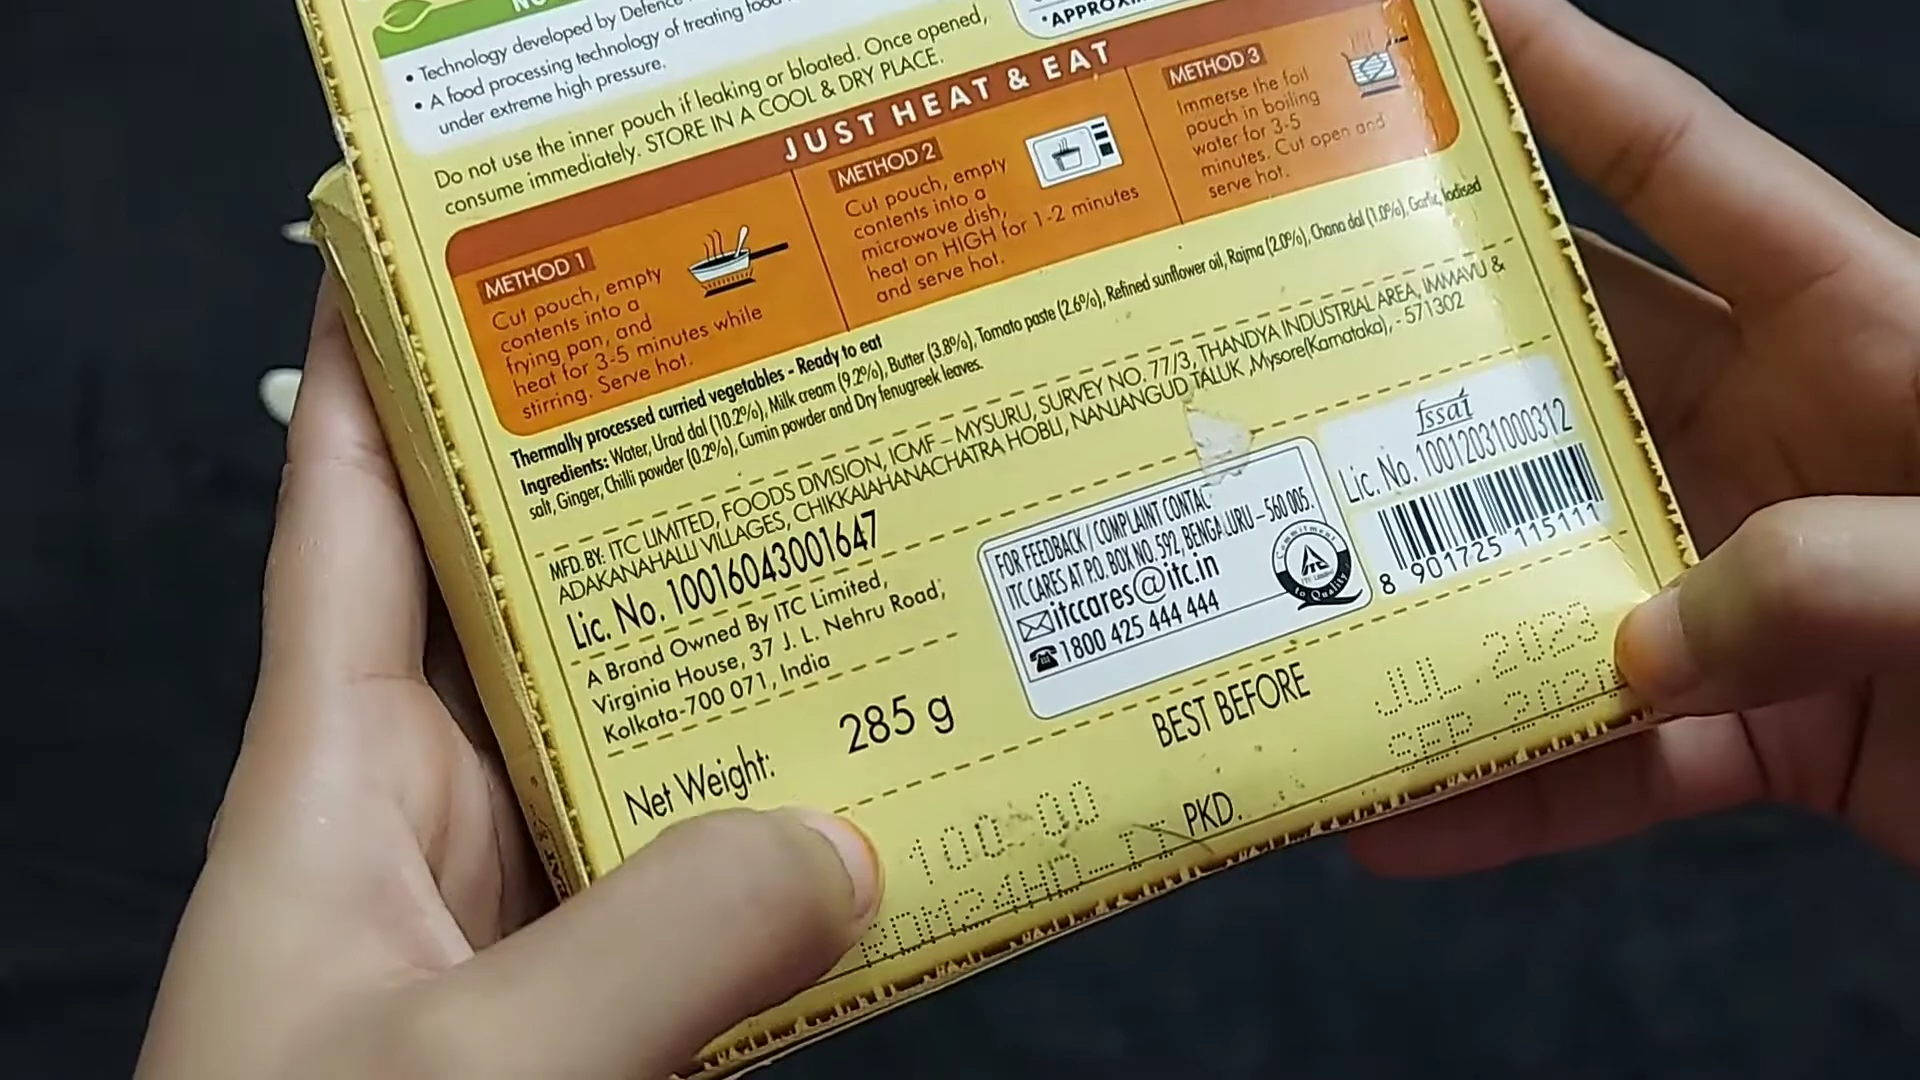 • Technology developed by Defence
• A food processing technology of treating food
under extreme high pressure.
Do not use the inner pouch if leaking or bloated. Once opened,
consume immediately. STORE IN A COOL & DRY PLACE.
JUST HEAT & EAT
METHOD 1
Cut pouch, empty
contents into a
frying pan, and
heat for 3-5 minutes while
stirring. Serve hot.
METHOD 2
Cut pouch, empty
contents into a
microwave dish,
heat on HIGH for 1-2 minutes
and serve hot.
METHOD 3
Immerse the foil
pouch in boiling
water for 3-5
minutes. Cut open and
serve hot.
Thermally processed curried vegetables - Ready to eat
Ingredients: Water, Urad dal (10.2%), Milk cream (9.2%), Butter (3.8%), Tomato paste (2.6%), Refined sunflower oil, Rajma (2.0%), Chana dal (1.0%), Garlic, Iodised
salt, Ginger, Chilli powder (0.2%), Cumin powder and Dry fenugreek leaves.
MFD. BY: ITC LIMITED, FOODS DIVISION, ICMF – MYSURU, SURVEY NO. 77/3, THANDYA INDUSTRIAL AREA, IMMAVU &
ADAKANAHALLI VILLAGES, CHIKKAIAHANACHATRA HOBLI, NANJANGUD TALUK ,Mysore(Karnataka), - 571302
Lic. No. 10016043001647
A Brand Owned By ITC Limited,
Virginia House, 37 J. L. Nehru Road,
Kolkata-700 071, India
FOR FEEDBACK / COMPLAINT CONTAC
ITC CARES AT P.O. BOX NO. 592, BENGALURU – 560 005.
itccares@itc.in
1800 425 444 444
Commitment
to Quality
fssai
Lic. No. 10012031000312
8 901725 115111
Net Weight: 285 g
BEST BEFORE JUL.2023
100.00 PKD. SEP